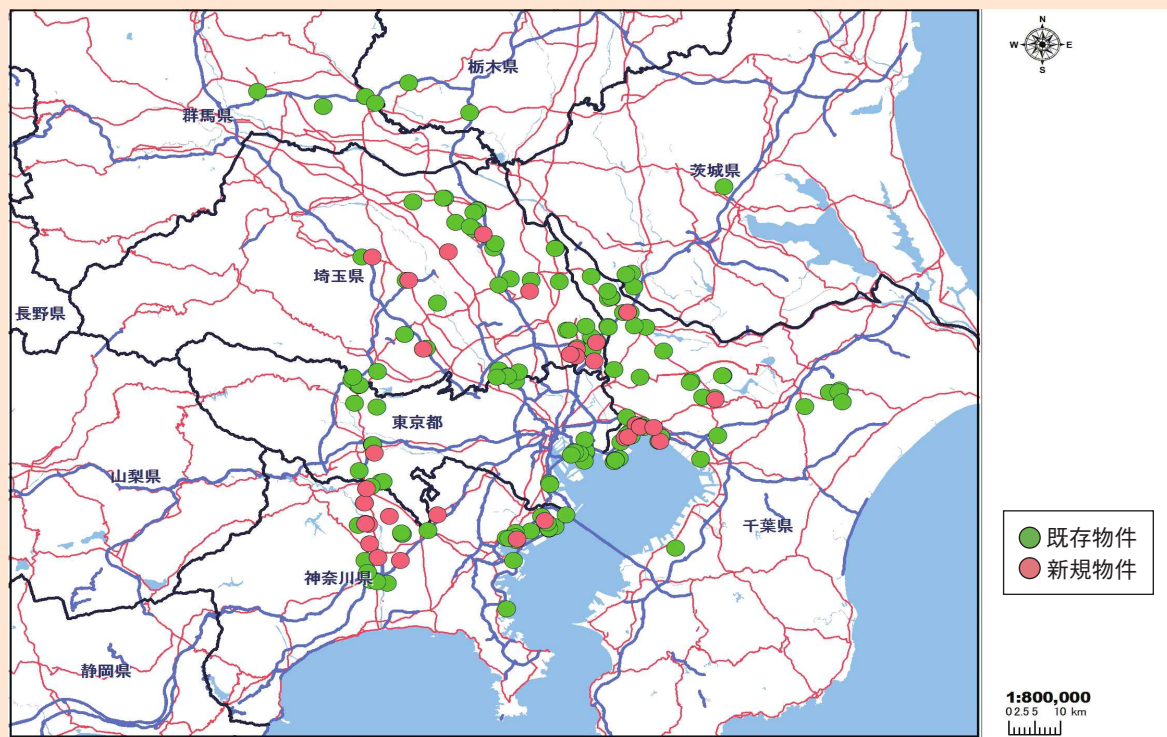 栃木県
群馬県
茨城県
埼玉県
長野県
東京都
山梨県
千葉県
神奈川県
静岡県
N
W
E
S
既存物件
新規物件
1:800,000
0 2.5 5 10 km